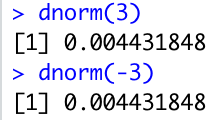 > dnorm(3)
[1] 0.004431848
> dnorm(-3)
[1] 0.004431848